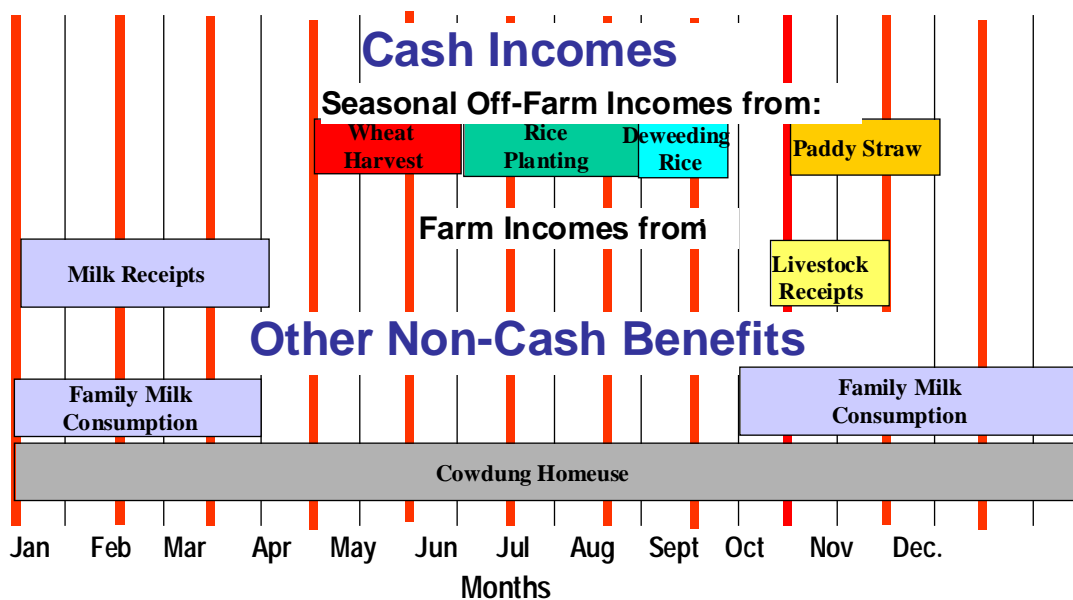 Cash Incomes
Seasonal Off-Farm Incomes from:
Wheat
Harvest
Rice
Planting
Deweeding
Rice
Paddy Straw
Farm Incomes from:
Milk Receipts
Livestock
Receipts
Other Non-Cash Benefits
Family Milk
Consumption
Family Milk
Consumption
Cowdung Homeuse
Jan Feb Mar Apr May Jun Jul Aug Sept Oct Nov Dec.
Months